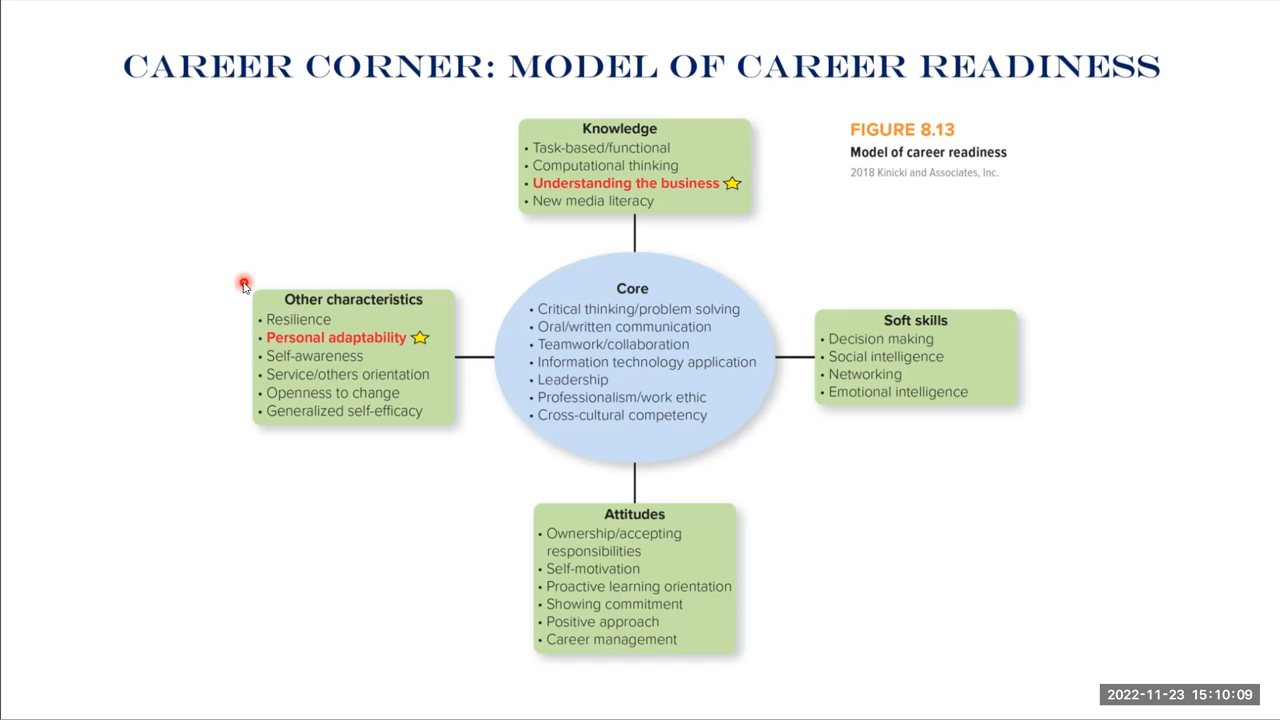 CAREER CORNER: MODEL OF CAREER READINESS
FIGURE 8.13
Model of career readiness
2018 Kinicki and Associates, Inc.
Knowledge
• Task-based/functional
• Computational thinking
• Understanding the business
• New media literacy
Other characteristics
• Resilience
• Personal adaptability
• Self-awareness
• Service/others orientation
• Openness to change
• Generalized self-efficacy
Core
• Critical thinking/problem solving
• Oral/written communication
• Teamwork/collaboration
• Information technology application
• Leadership
• Professionalism/work ethic
• Cross-cultural competency
Soft skills
• Decision making
• Social intelligence
• Networking
• Emotional intelligence
Attitudes
• Ownership/accepting
responsibilities
• Self-motivation
• Proactive learning orientation
• Showing commitment
• Positive approach
• Career management
2022-11-23 15:10:09